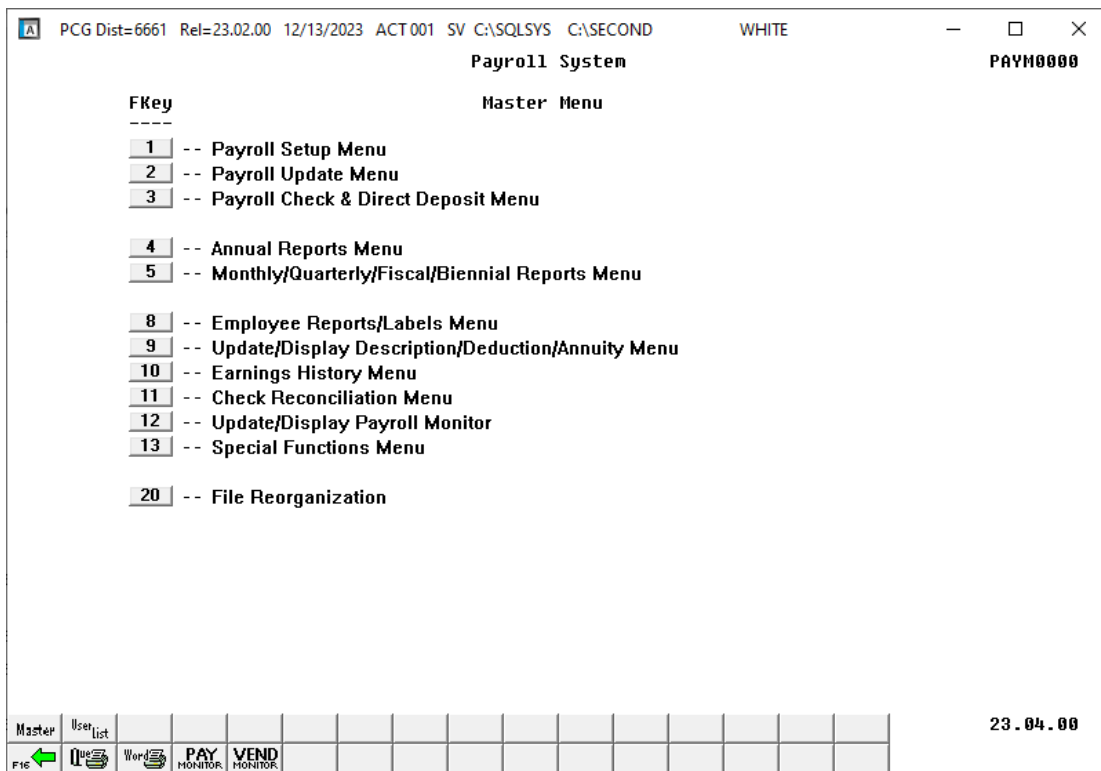 A PCG Dist=6661 Rel=23.02.00 12/13/2023 ACT 001 SV C:\SQLSYS C:\SECOND WHITE
Payroll System PAYM0000
FKey Master Menu
----
1 -- Payroll Setup Menu
2 -- Payroll Update Menu
3 -- Payroll Check & Direct Deposit Menu
4 -- Annual Reports Menu
5 -- Monthly/Quarterly/Fiscal/Biennial Reports Menu
8 -- Employee Reports/Labels Menu
9 -- Update/Display Description/Deduction/Annuity Menu
10 -- Earnings History Menu
11 -- Check Reconciliation Menu
12 -- Update/Display Payroll Monitor
13 -- Special Functions Menu
20 -- File Reorganization
Master User List 23.04.00
F16 Que Word PAY MONITOR VEND MONITOR